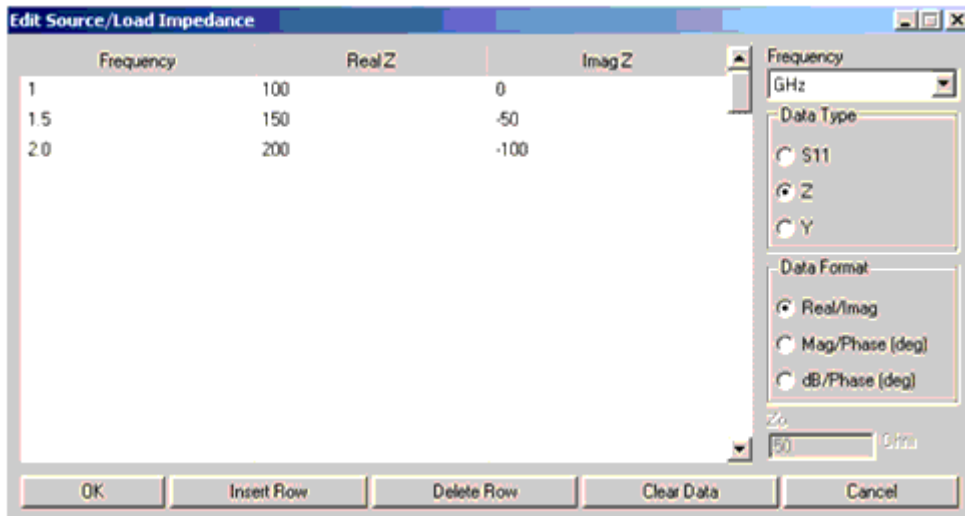 Edit Source/Load Impedance
Frequency Real Z Imag Z
1 100 0
1.5 150 -50
2.0 200 -100
Frequency
GHz
Data Type
S11
Z
Y
Data Format
Real/Imag
Mag/Phase (deg)
dB/Phase (deg)
Zo
50 Ohm
OK Insert Row Delete Row Clear Data Cancel